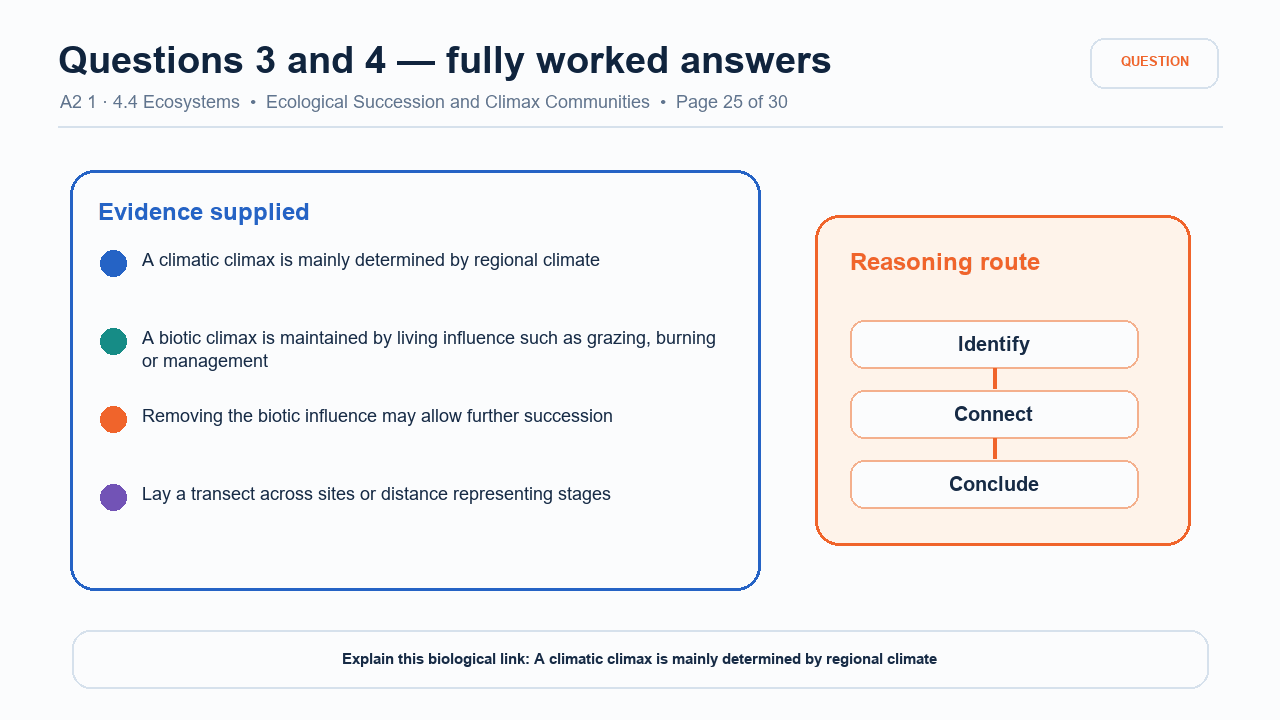 Questions 3 and 4 — fully worked answers
QUESTION
A2 1 · 4.4 Ecosystems • Ecological Succession and Climax Communities • Page 25 of 30
Evidence supplied
A climatic climax is mainly determined by regional climate
A biotic climax is maintained by living influence such as grazing, burning
or management
Removing the biotic influence may allow further succession
Lay a transect across sites or distance representing stages
Reasoning route
Identify
Connect
Conclude
Explain this biological link: A climatic climax is mainly determined by regional climate